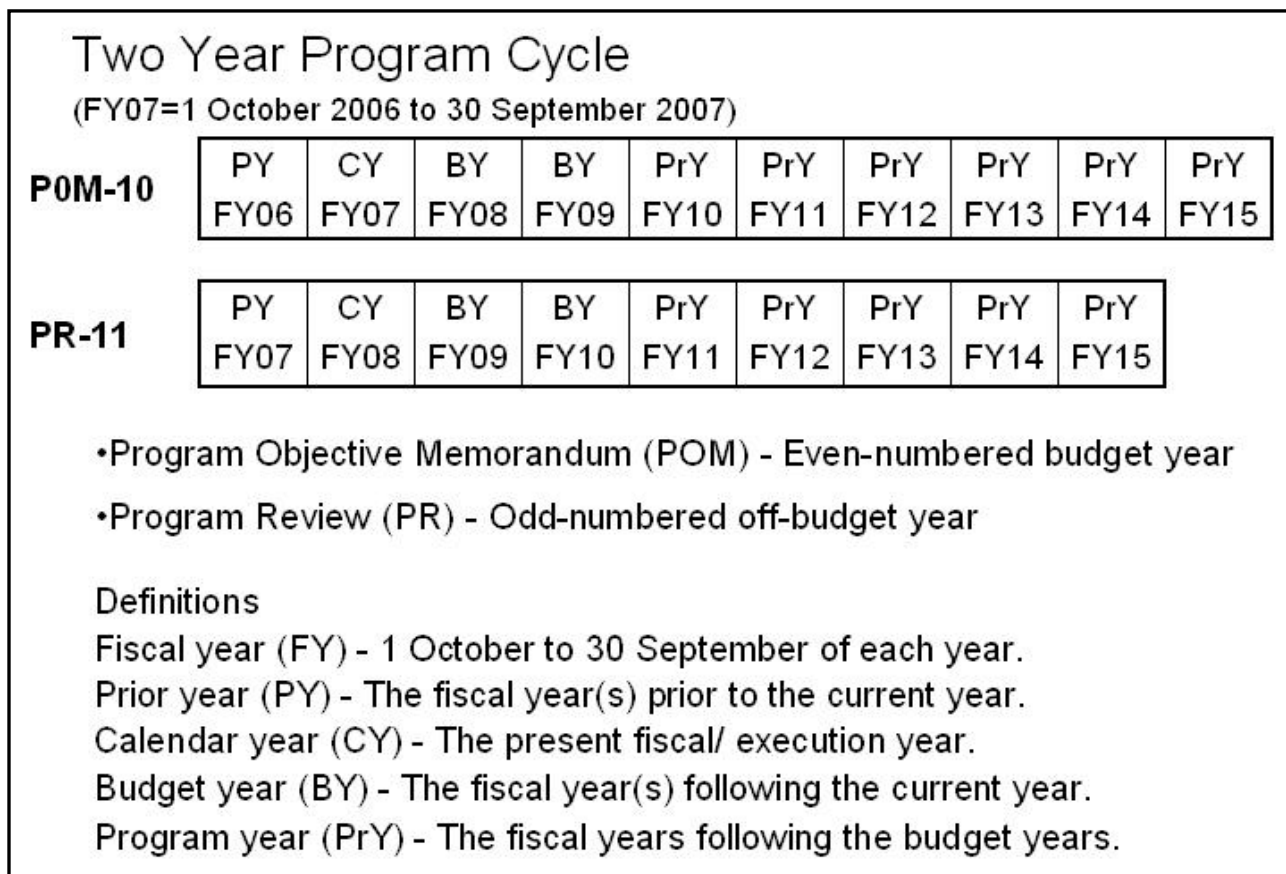 Two Year Program Cycle
(FY07=1 October 2006 to 30 September 2007)
P0M-10
PY CY BY BY PrY PrY PrY PrY PrY PrY
FY06 FY07 FY08 FY09 FY10 FY11 FY12 FY13 FY14 FY15
PR-11
PY CY BY BY PrY PrY PrY PrY PrY
FY07 FY08 FY09 FY10 FY11 FY12 FY13 FY14 FY15
•Program Objective Memorandum (POM) - Even-numbered budget year
•Program Review (PR) - Odd-numbered off-budget year
Definitions
Fiscal year (FY) - 1 October to 30 September of each year.
Prior year (PY) - The fiscal year(s) prior to the current year.
Calendar year (CY) - The present fiscal/ execution year.
Budget year (BY) - The fiscal year(s) following the current year.
Program year (PrY) - The fiscal years following the budget years.